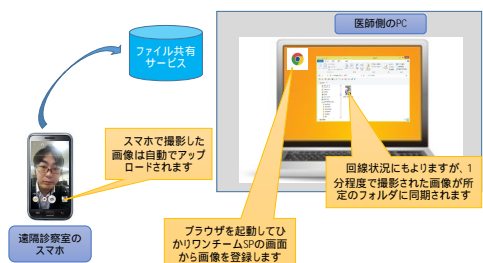 医師側のPC
ファイル共有
サービス
スマホで撮影した
画像は自動でアップ
ロードされます
回線状況にもよりますが、1
分程度で撮影された画像が所
定のフォルダに同期されます
ブラウザを起動してひ
かりワンチームSPの画面
から画像を登録します
遠隔診察室の
スマホ